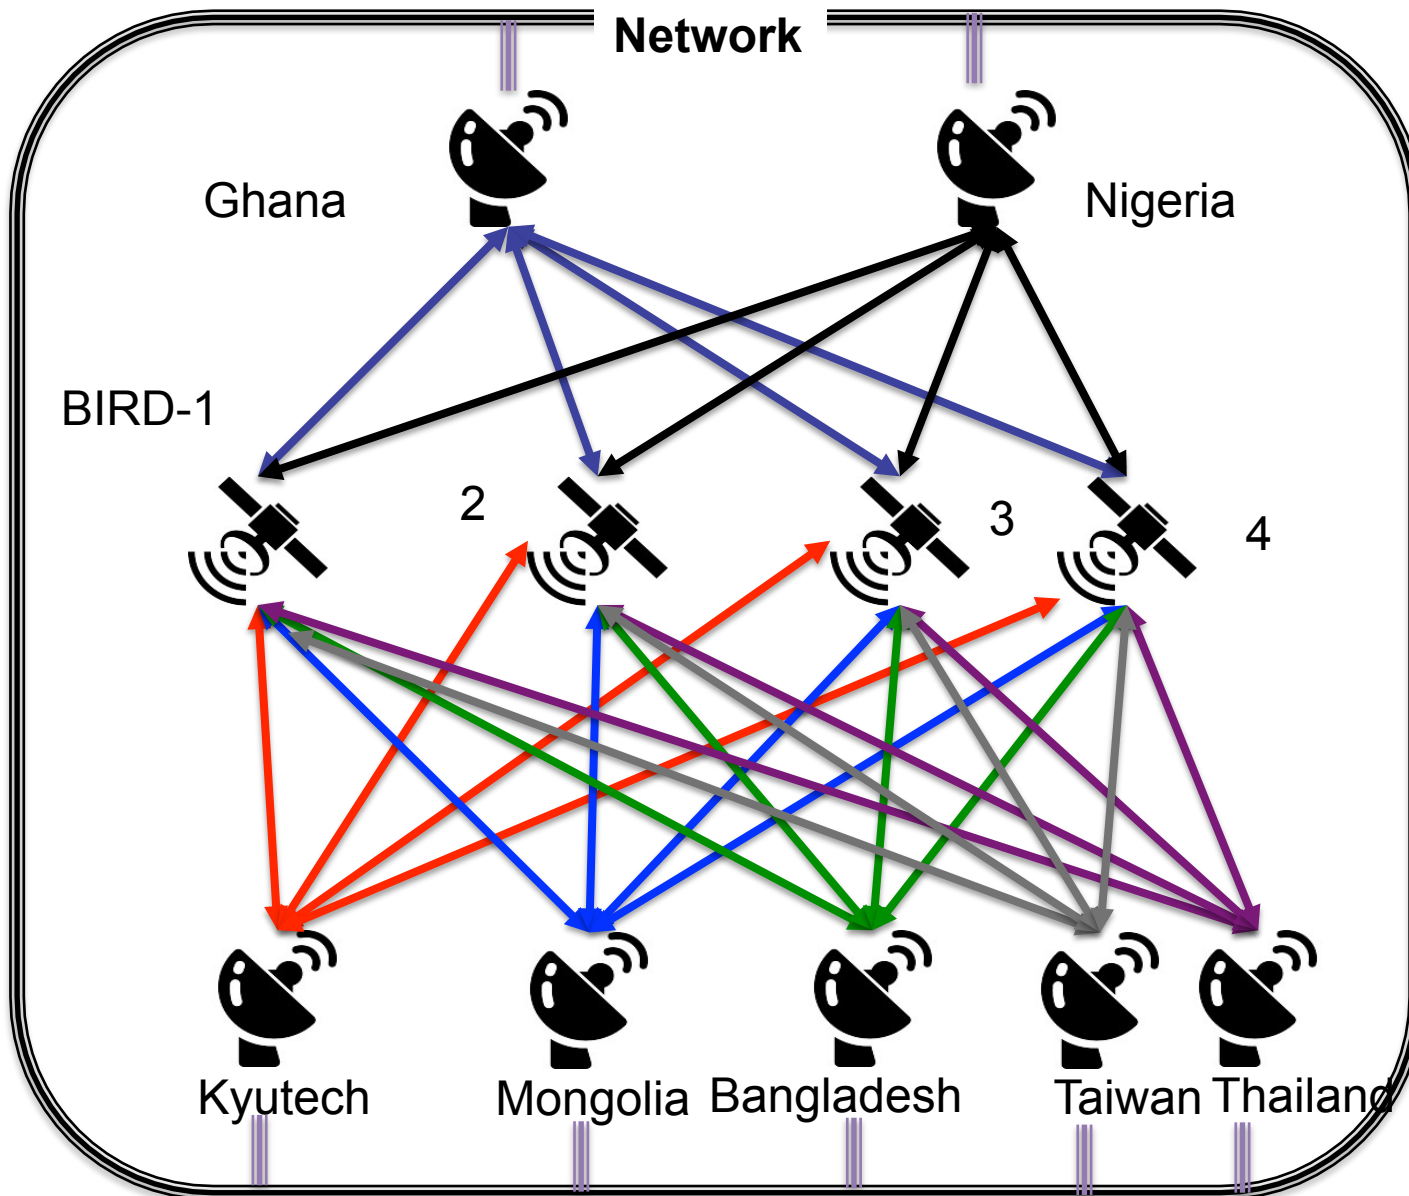 Network
Ghana
Nigeria
BIRD-1
2
3
4
Kyutech
Mongolia
Bangladesh
Taiwan
Thailand